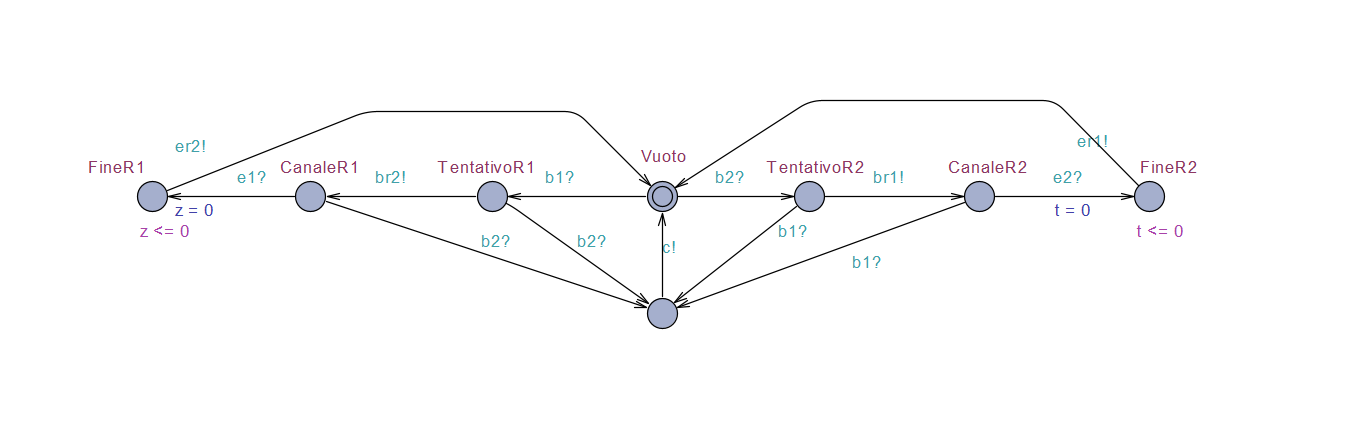 er2!
FineR1
e1?
CanaleR1
br2!
TentativoR1
b1?
Vuoto
b2?
TentativoR2
br1!
CanaleR2
e2?
er1!
FineR2
z = 0
z <= 0
t = 0
t <= 0
b2?
b2?
c!
b1?
b1?